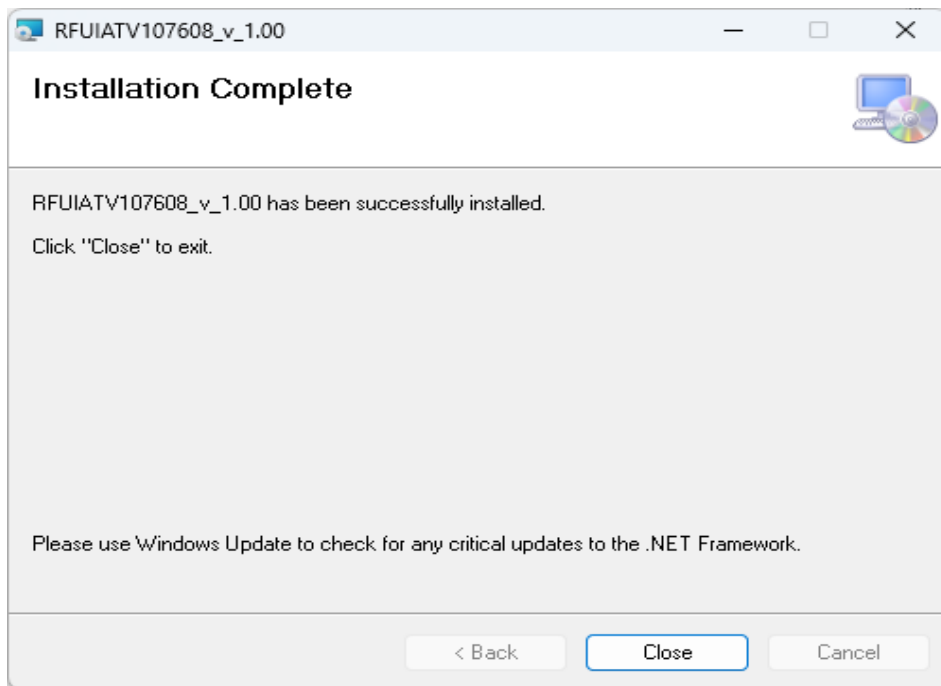 RFUIATV107608_v_1.00
Installation Complete
RFUIATV107608_v_1.00 has been successfully installed.
Click "Close" to exit.
Please use Windows Update to check for any critical updates to the .NET Framework.
< Back
Close
Cancel